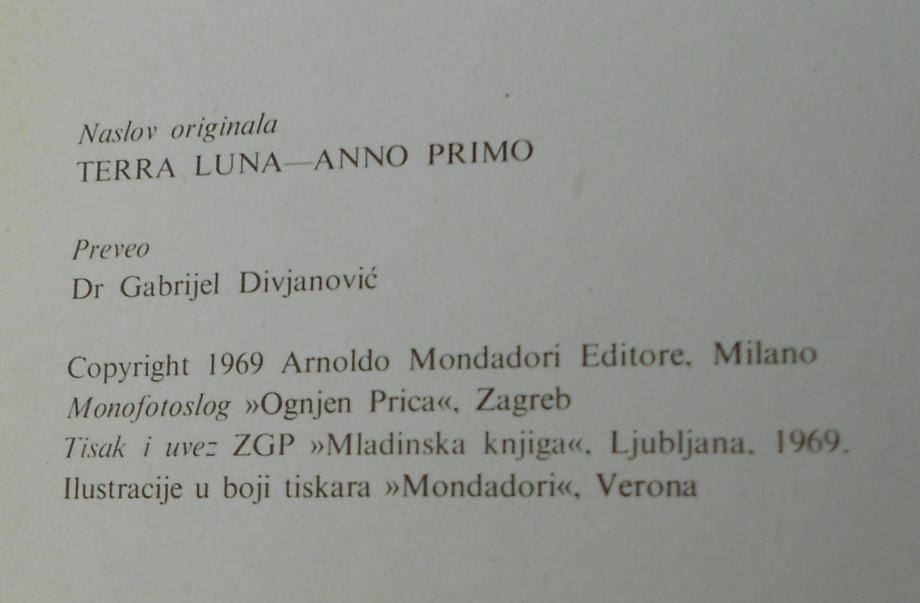 Naslov originala
TERRA LUNA—ANNO PRIMO
Preveo
Dr Gabrijel Divjanović
Copyright 1969 Arnoldo Mondadori Editore, Milano
Monofotoslog »Ognjen Prica«, Zagreb
Tisak i uvez ZGP »Mladinska knjiga«, Ljubljana, 1969.
Ilustracije u boji tiskara »Mondadori«, Verona